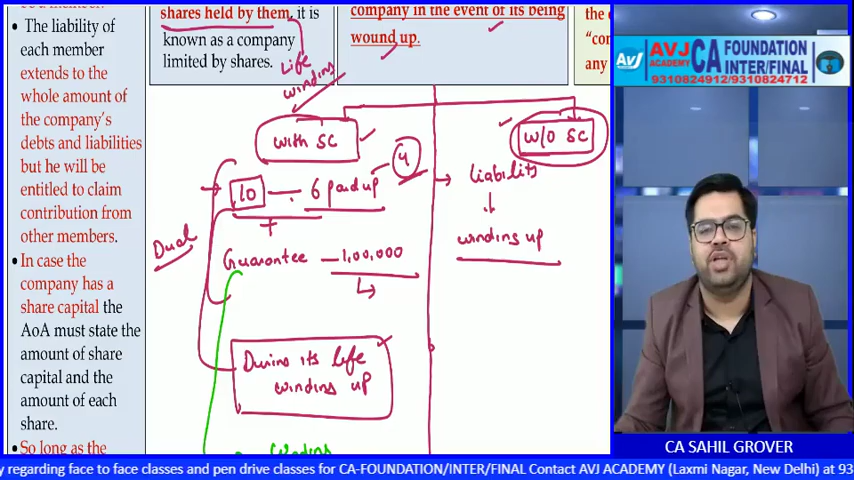 • The liability of
each member
extends to the
whole amount of
the company's
debts and liabilities
but he will be
entitled to claim
contribution from
other members.
• In case the
company has a
share capital the
AoA must state the
amount of share
capital and the
amount of each
share.
• So long as the
shares held by them, it is
known as a company
limited by shares.
company in the event of its being
wound up.
the
"co
any
Life
winding
with SC
W/o SC
10 — 6 paid up
4
+
Dual
Guarantee — 1,00,000
During its life
winding up
winding
Liability
winding up
AVJ
ACADEMY
CA
FOUNDATION
INTER/FINAL
9310824912/9310824712
CA SAHIL GROVER
y regarding face to face classes and pen drive classes for CA-FOUNDATION/INTER/FINAL Contact AVJ ACADEMY (Laxmi Nagar, New Delhi) at 93